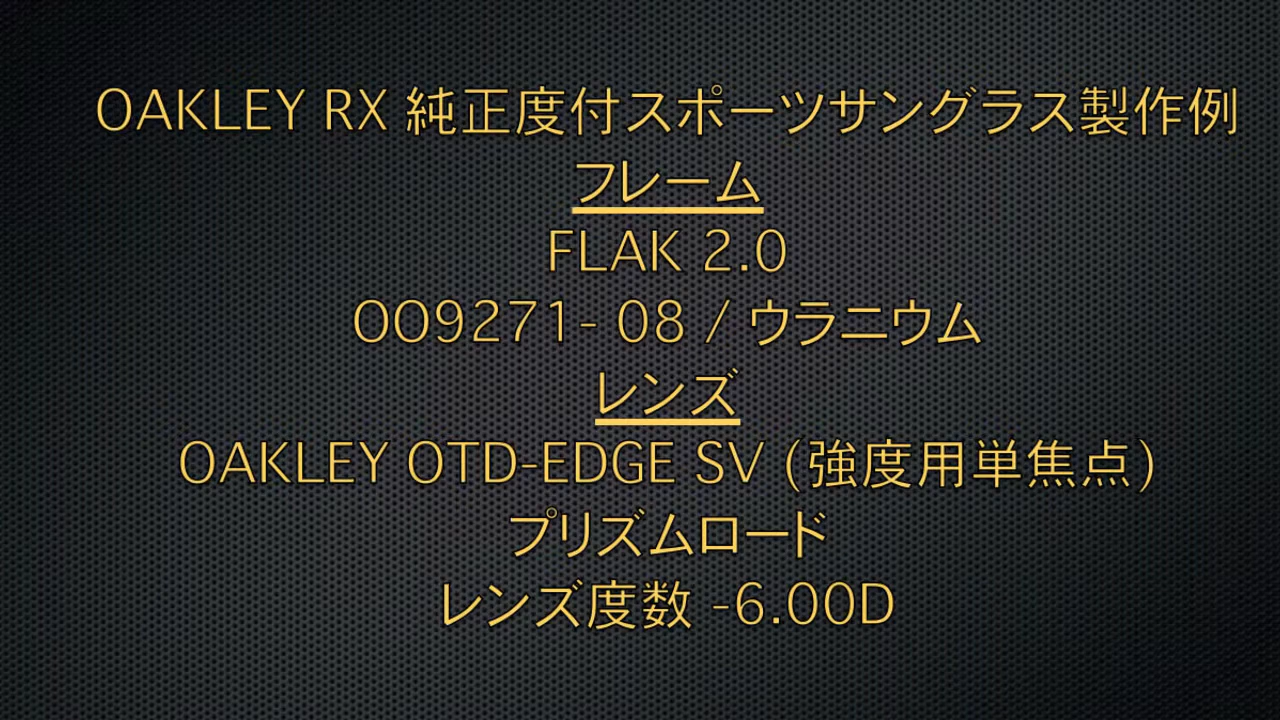 OAKLEY RX 純正度付スポーツサングラス製作例
フレーム
FLAK 2.0
OO9271- 08 / ウラニウム
レンズ
OAKLEY OTD-EDGE SV (強度用単焦点)
プリズムロード
レンズ度数 -6.00D